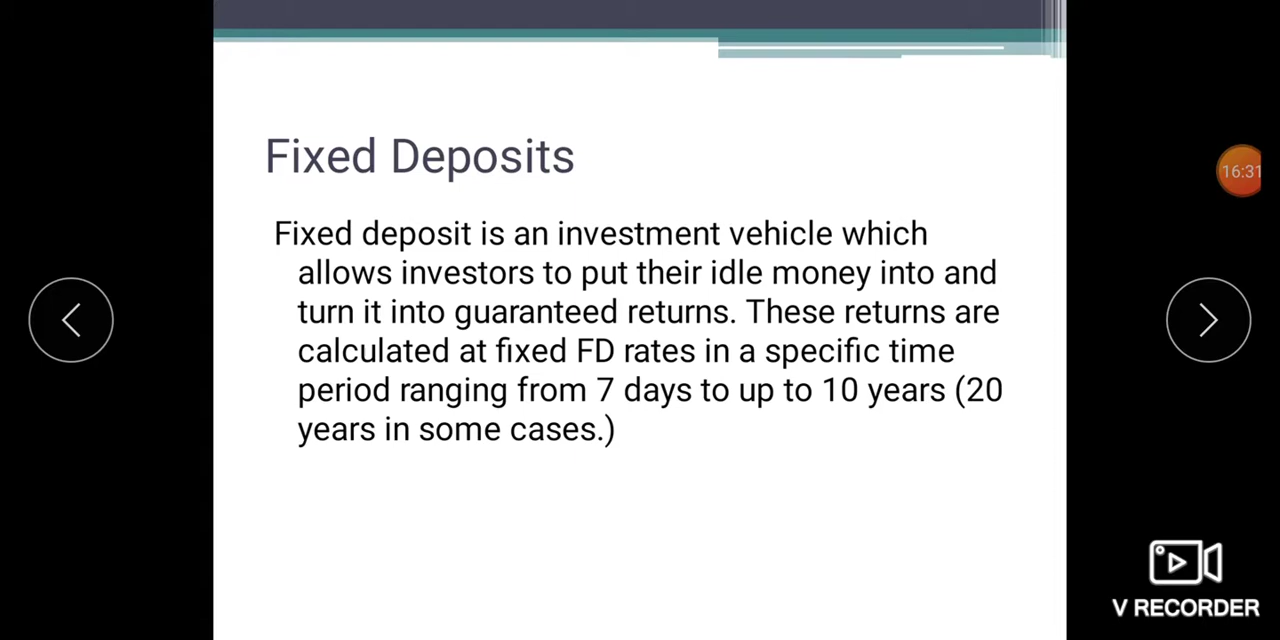 Fixed Deposits
Fixed deposit is an investment vehicle which
allows investors to put their idle money into and
turn it into guaranteed returns. These returns are
calculated at fixed FD rates in a specific time
period ranging from 7 days to up to 10 years (20
years in some cases.)
16:31
V RECORDER